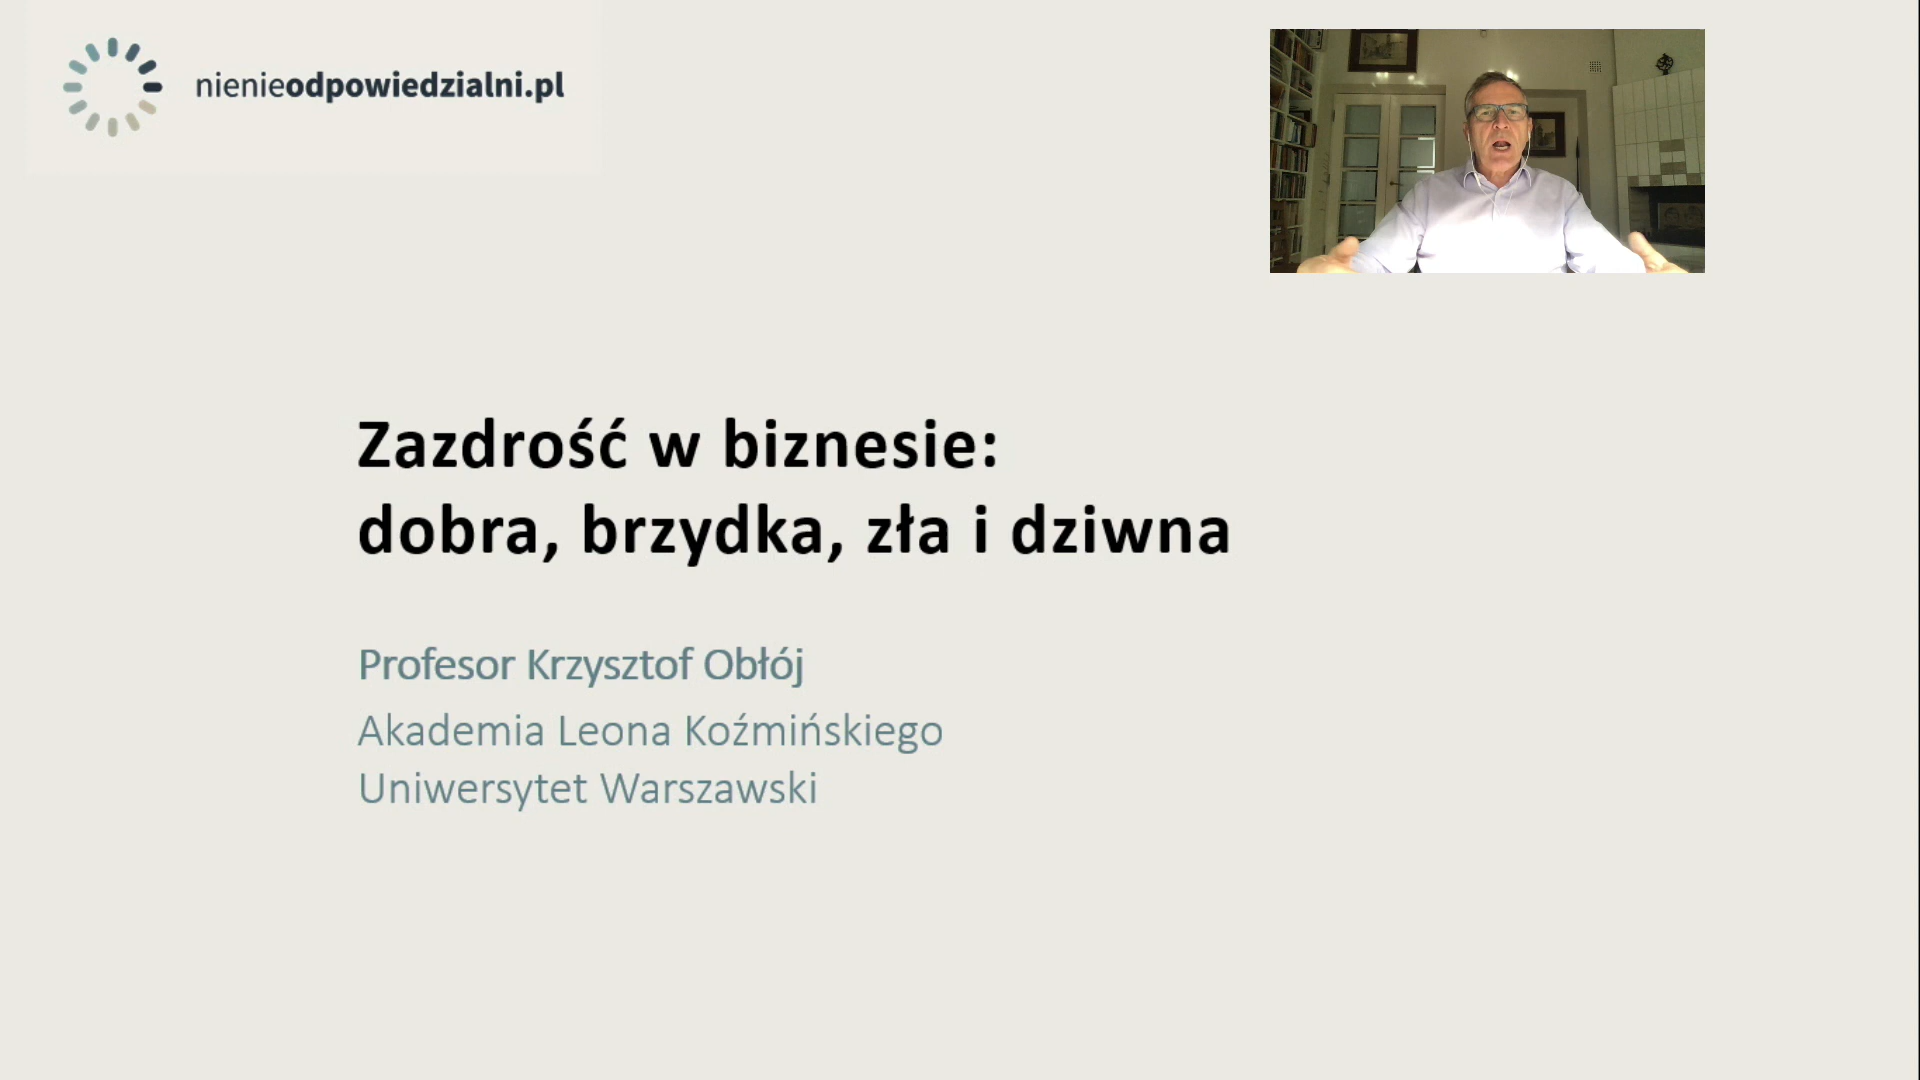 nienieodpowiedzialni.pl
Zazdrość w biznesie:
dobra, brzydka, zła i dziwna
Profesor Krzysztof Obłój
Akademia Leona Koźmińskiego
Uniwersytet Warszawski